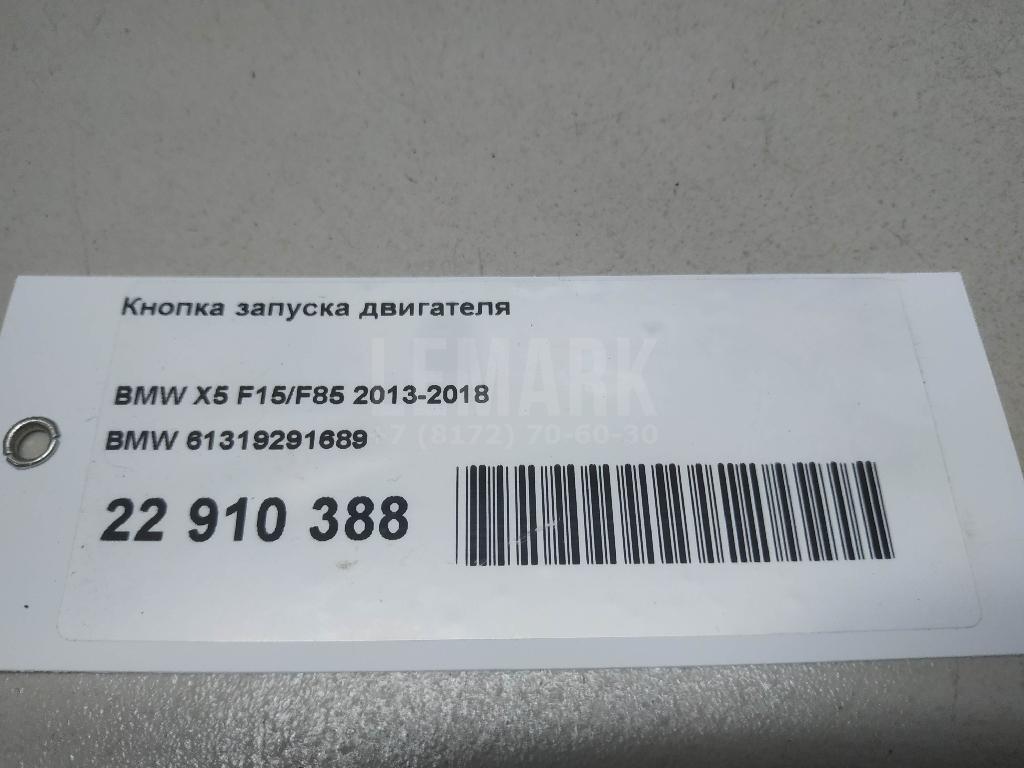 Кнопка запуска двигателя
LEMARK
+7 (8172) 70-60-30
BMW X5 F15/F85 2013-2018
BMW 61319291689
22 910 388